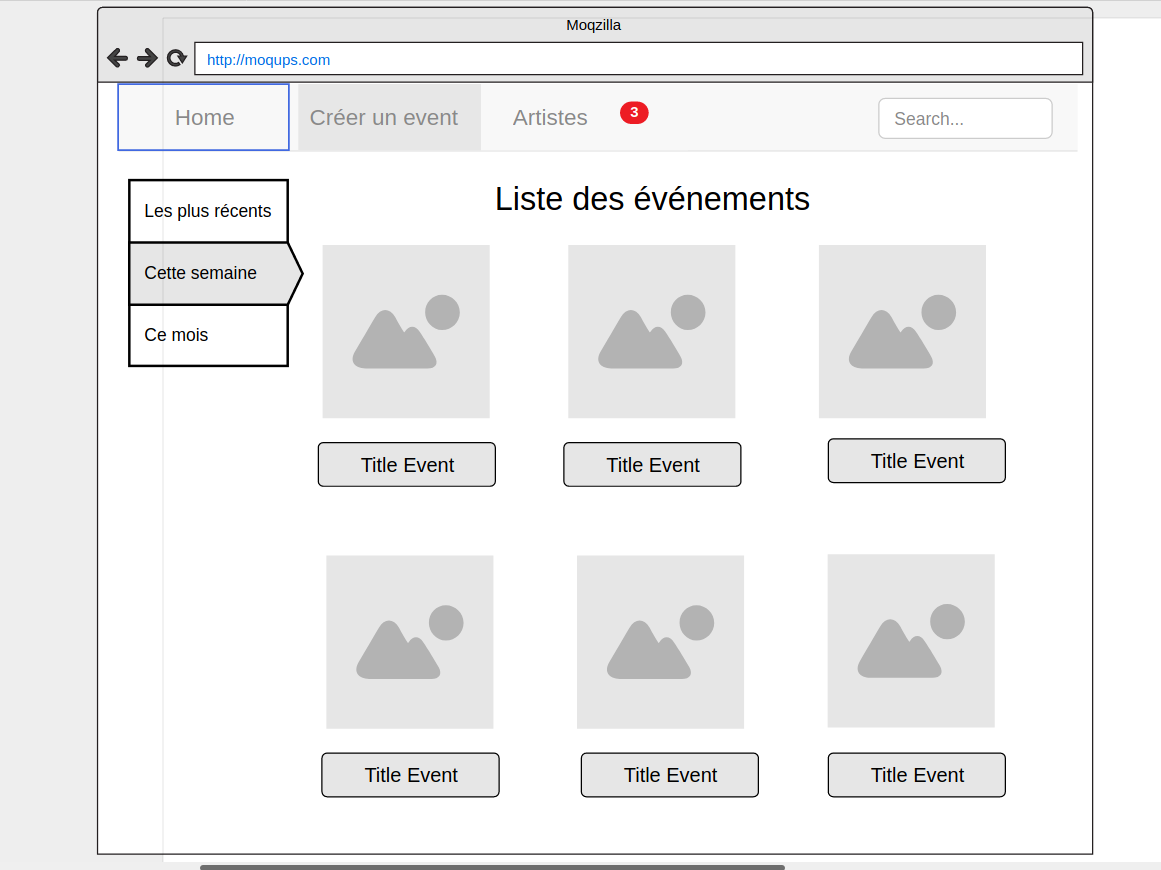 Moqzilla
http://moqups.com
Home
Créer un event
Artistes
3
Search...
Liste des événements
Les plus récents
Cette semaine
Ce mois
Title Event
Title Event
Title Event
Title Event
Title Event
Title Event